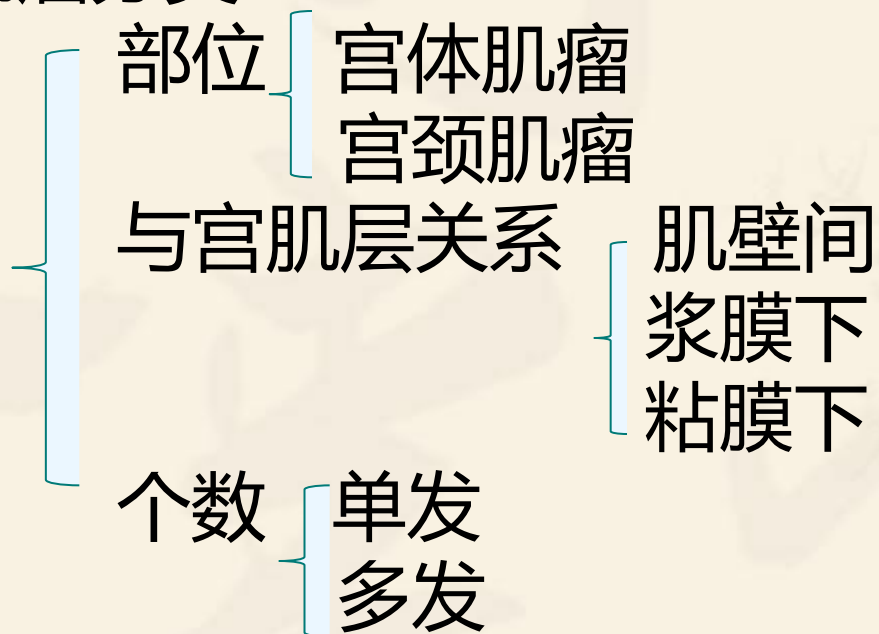 部位 宫体肌瘤
宫颈肌瘤
与宫肌层关系 肌壁间
浆膜下
粘膜下
个数 单发
多发